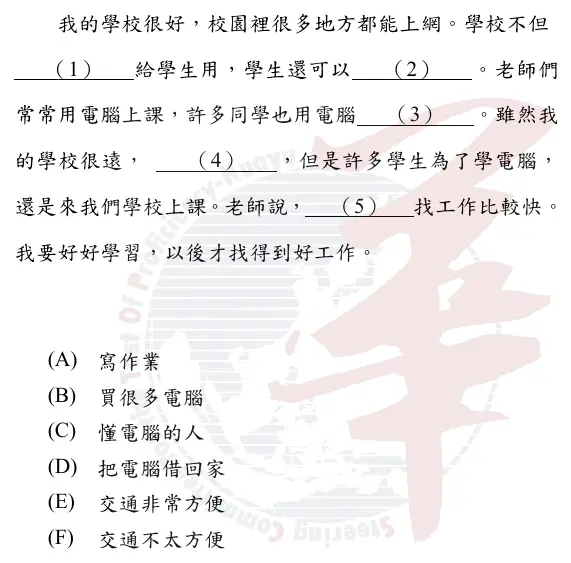 我的學校很好，校園裡很多地方都能上網。學校不但
（1） 給學生用，學生還可以 （2） 。老師們
常常用電腦上課，許多同學也用電腦 （3） 。雖然我
的學校很遠， （4） ，但是許多學生為了學電腦，
還是來我們學校上課。老師說， （5） 找工作比較快。
我要好好學習，以後才找得到好工作。
(A) 寫作業
(B) 買很多電腦
(C) 懂電腦的人
(D) 把電腦借回家
(E) 交通非常方便
(F) 交通不太方便
華
Steering Comm
Test Of Proficiency-Huayu